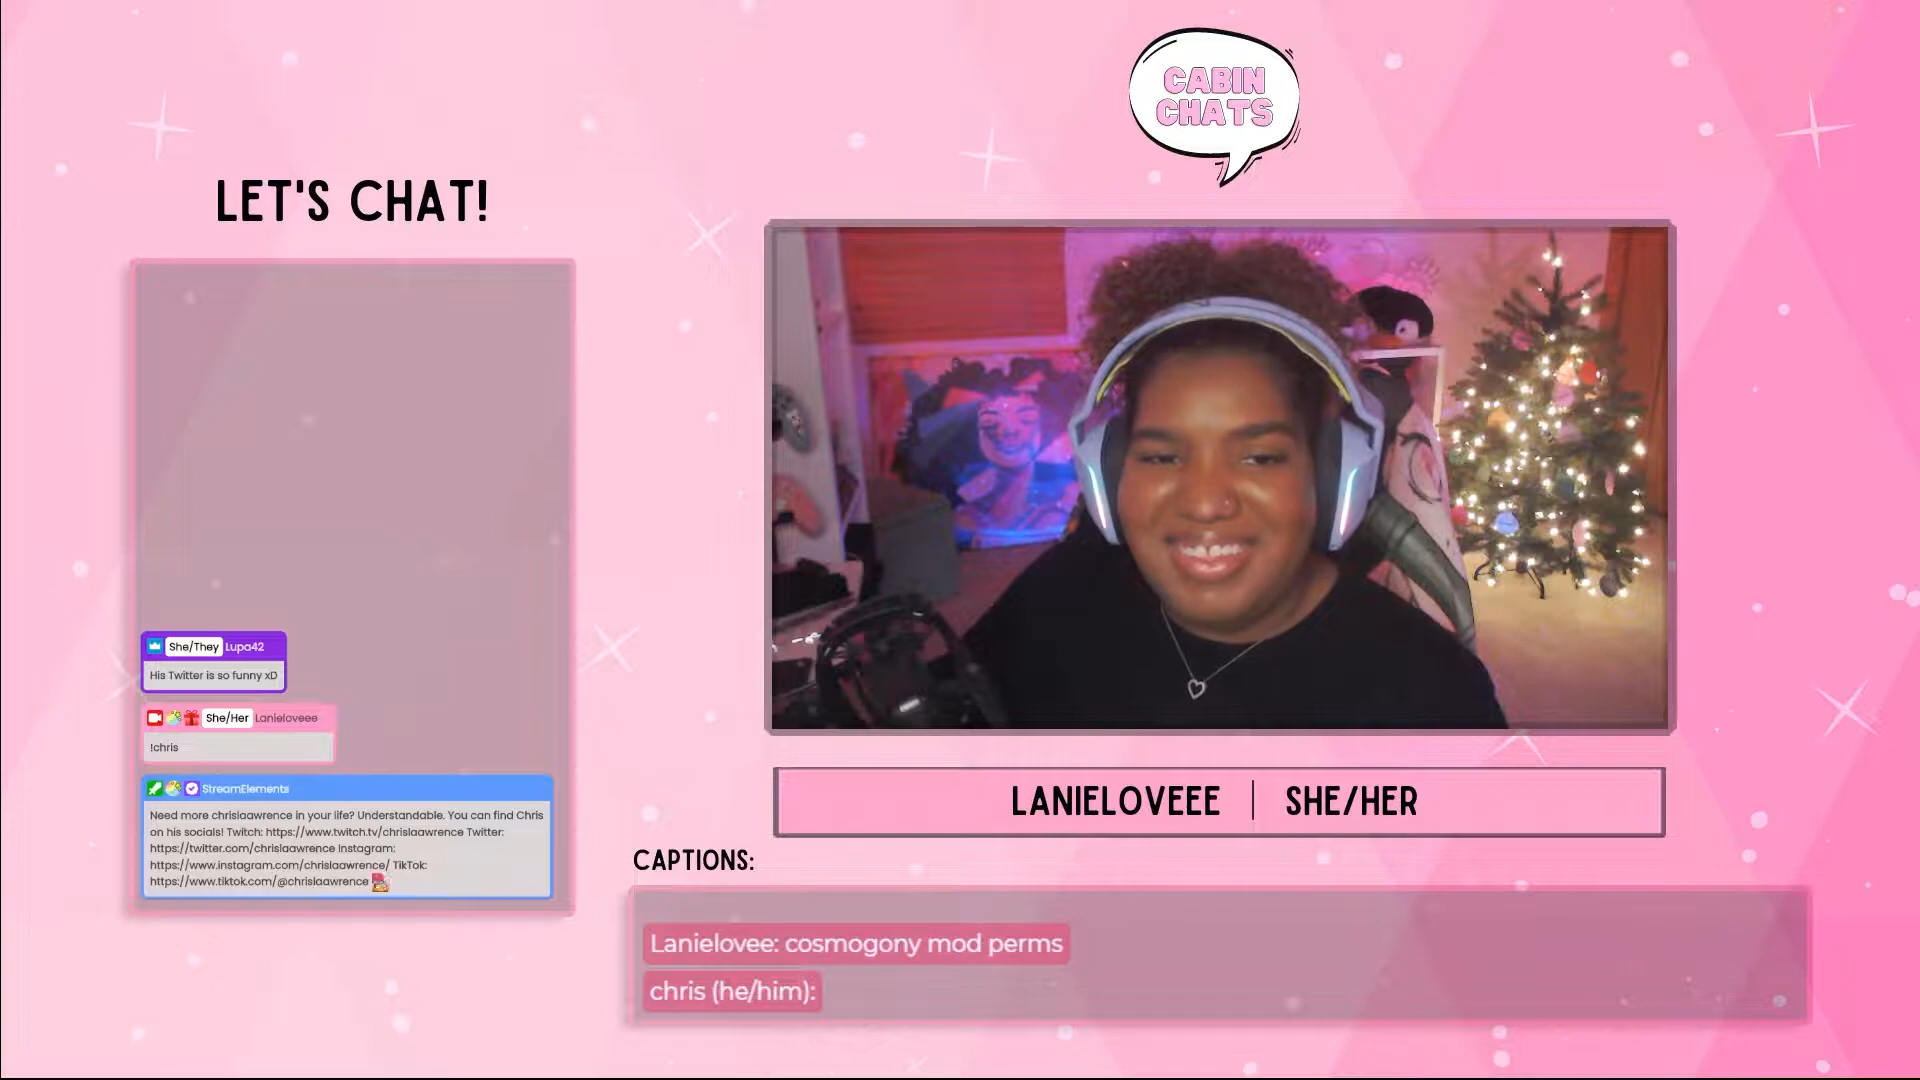 CABIN
CHATS
LET'S CHAT!
She/They Lupa42
His Twitter is so funny xD
She/Her Lanieloveee
!chris
StreamElements
Need more chrislaawrence in your life? Understandable. You can find Chris
on his socials! Twitch: https://www.twitch.tv/chrislaawrence Twitter:
https://twitter.com/chrislaawrence Instagram:
https://www.instagram.com/chrislaawrence/ TikTok:
https://www.tiktok.com/@chrislaawrence
LANIELOVEEE | SHE/HER
CAPTIONS:
Lanielovee: cosmogony mod perms
chris (he/him):